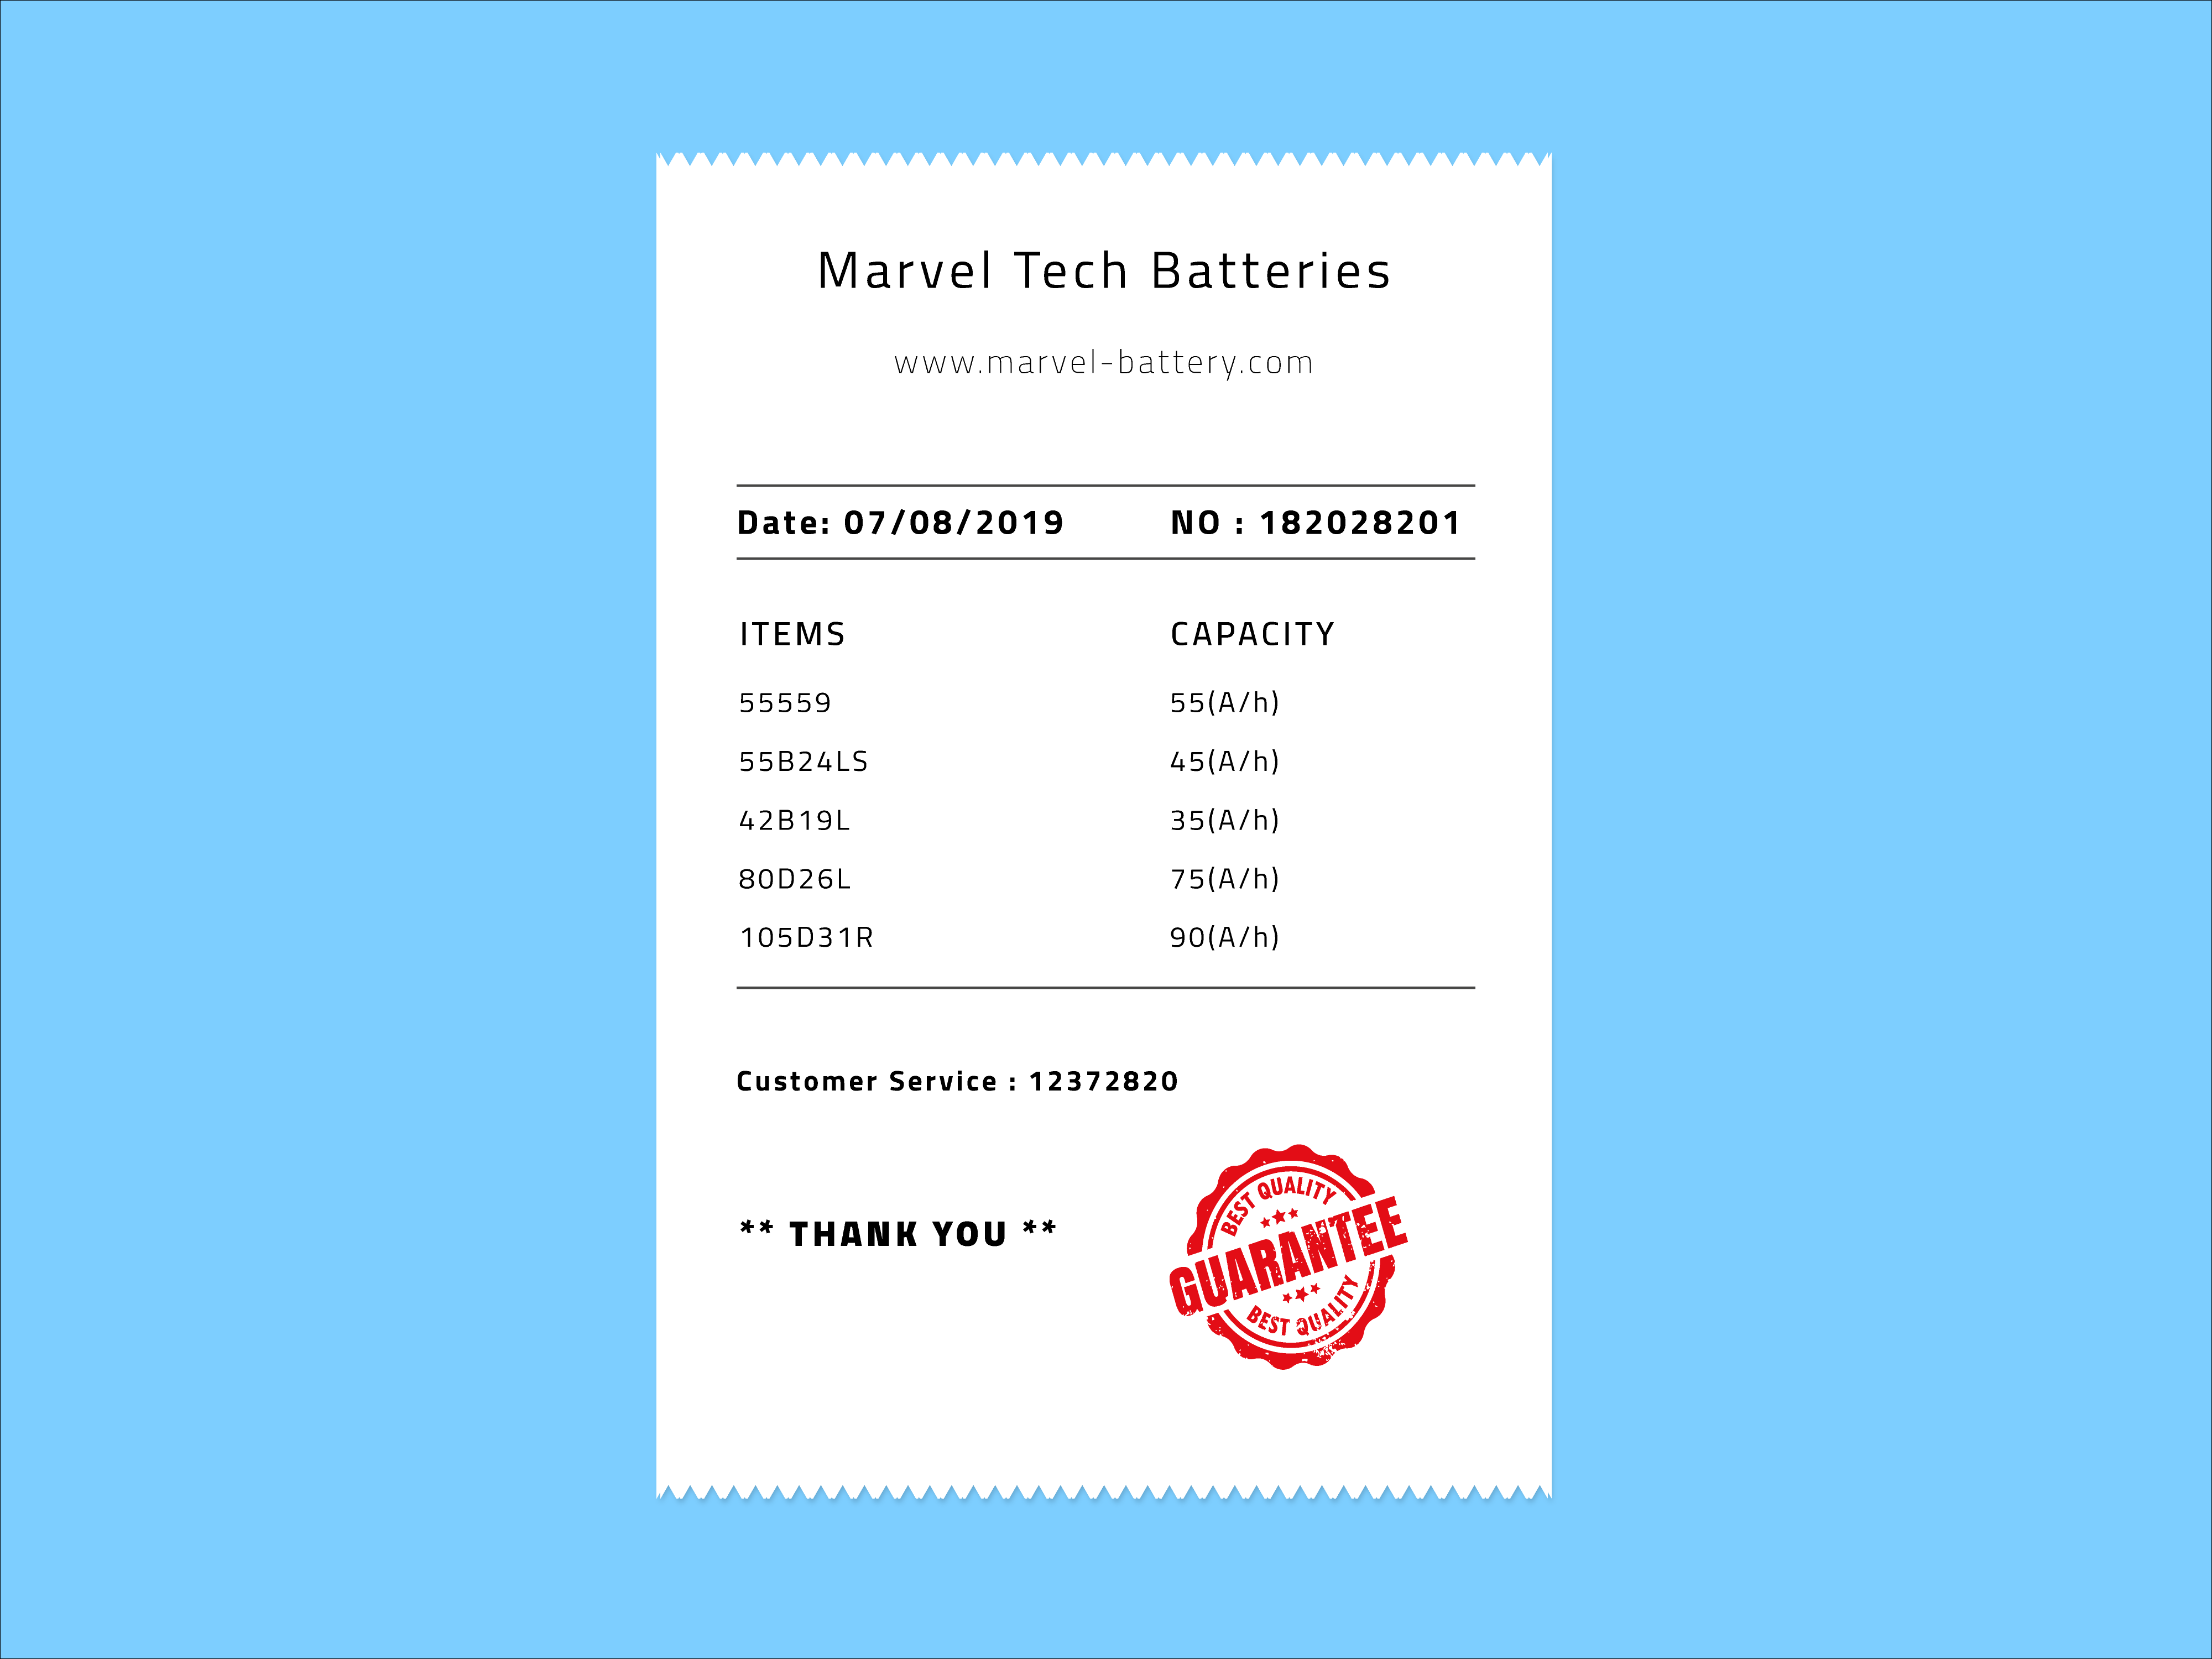 Marvel Tech Batteries
www.marvel-battery.com
Date: 07/08/2019 NO : 182028201
ITEMS CAPACITY
55559 55(A/h)
55B24LS 45(A/h)
42B19L 35(A/h)
80D26L 75(A/h)
105D31R 90(A/h)
Customer Service : 12372820
** THANK YOU **
BEST QUALITY
GUARANTEE
BEST QUALITY